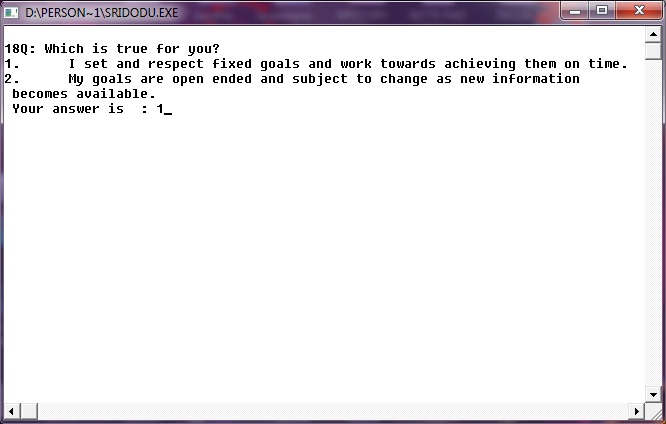 D:\PERSON~1\SRIDODU.EXE
18Q: Which is true for you?
1. I set and respect fixed goals and work towards achieving them on time.
2. My goals are open ended and subject to change as new information
becomes available.
Your answer is : 1_